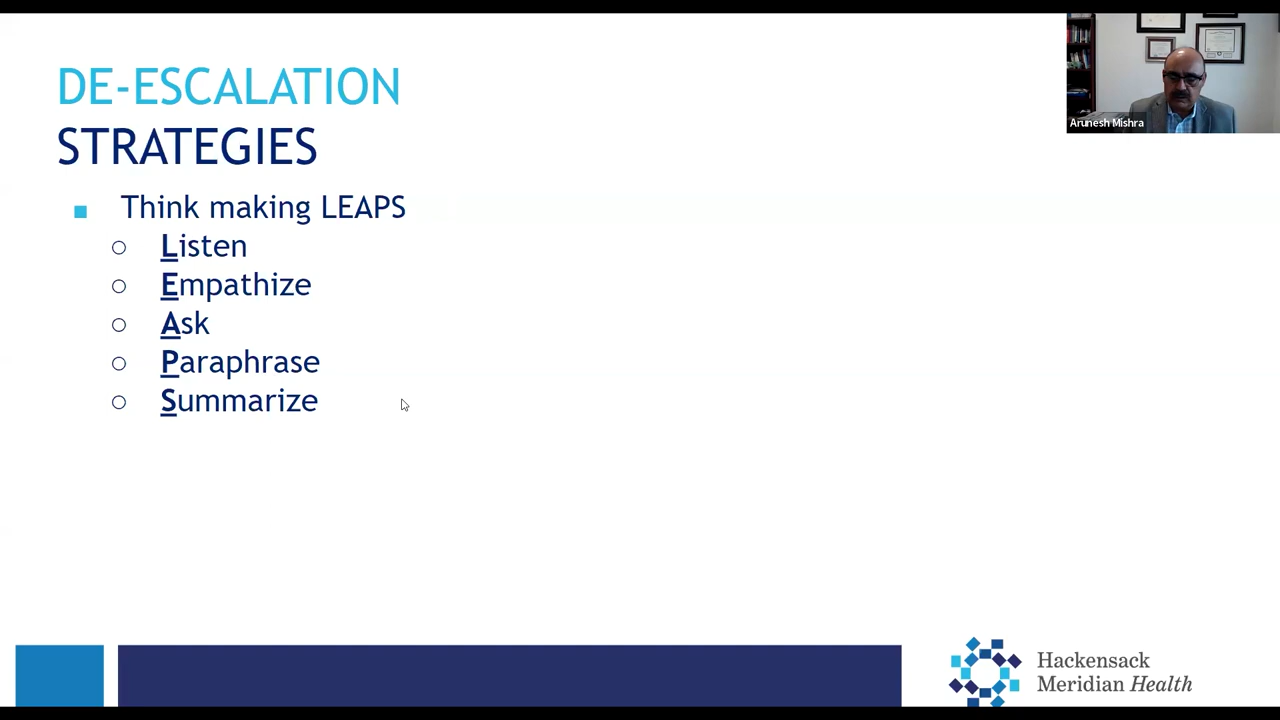 DE-ESCALATION
STRATEGIES
Think making LEAPS
Listen
Empathize
Ask
Paraphrase
Summarize
Arunesh Mishra
Hackensack
Meridian Health